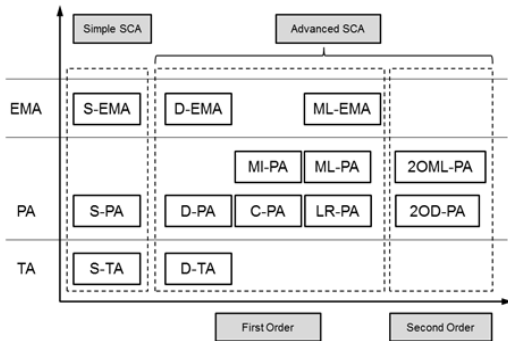 Simple SCA
Advanced SCA
EMA
S-EMA
D-EMA
ML-EMA
MI-PA
ML-PA
2OML-PA
PA
S-PA
D-PA
C-PA
LR-PA
2OD-PA
TA
S-TA
D-TA
First Order
Second Order